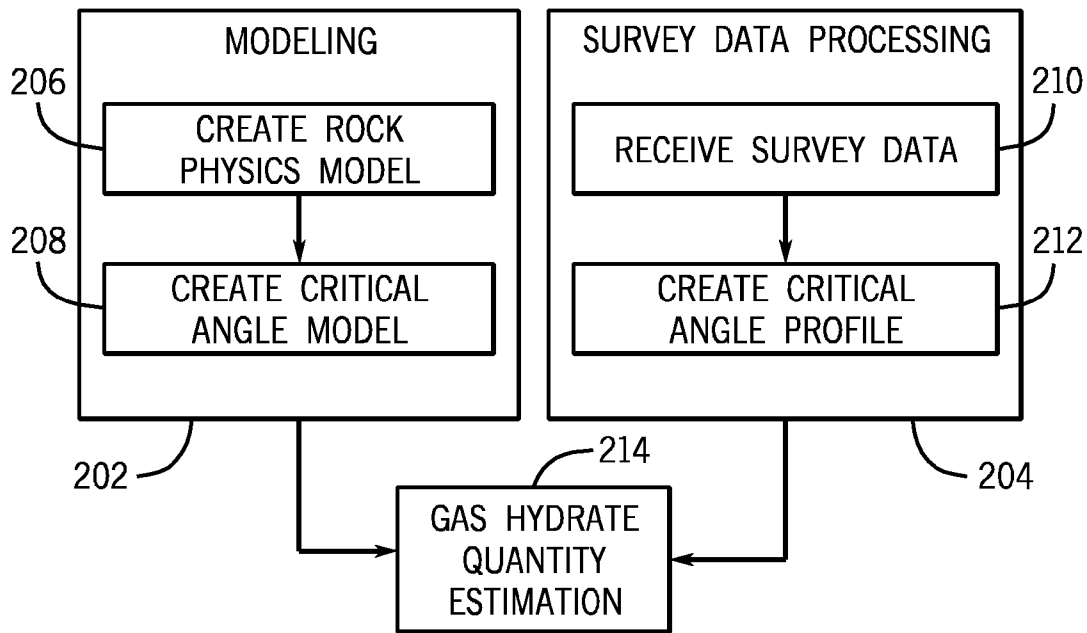 MODELING
206
CREATE ROCK
PHYSICS MODEL
208
CREATE CRITICAL
ANGLE MODEL
202
SURVEY DATA PROCESSING
210
RECEIVE SURVEY DATA
212
CREATE CRITICAL
ANGLE PROFILE
204
214
GAS HYDRATE
QUANTITY
ESTIMATION